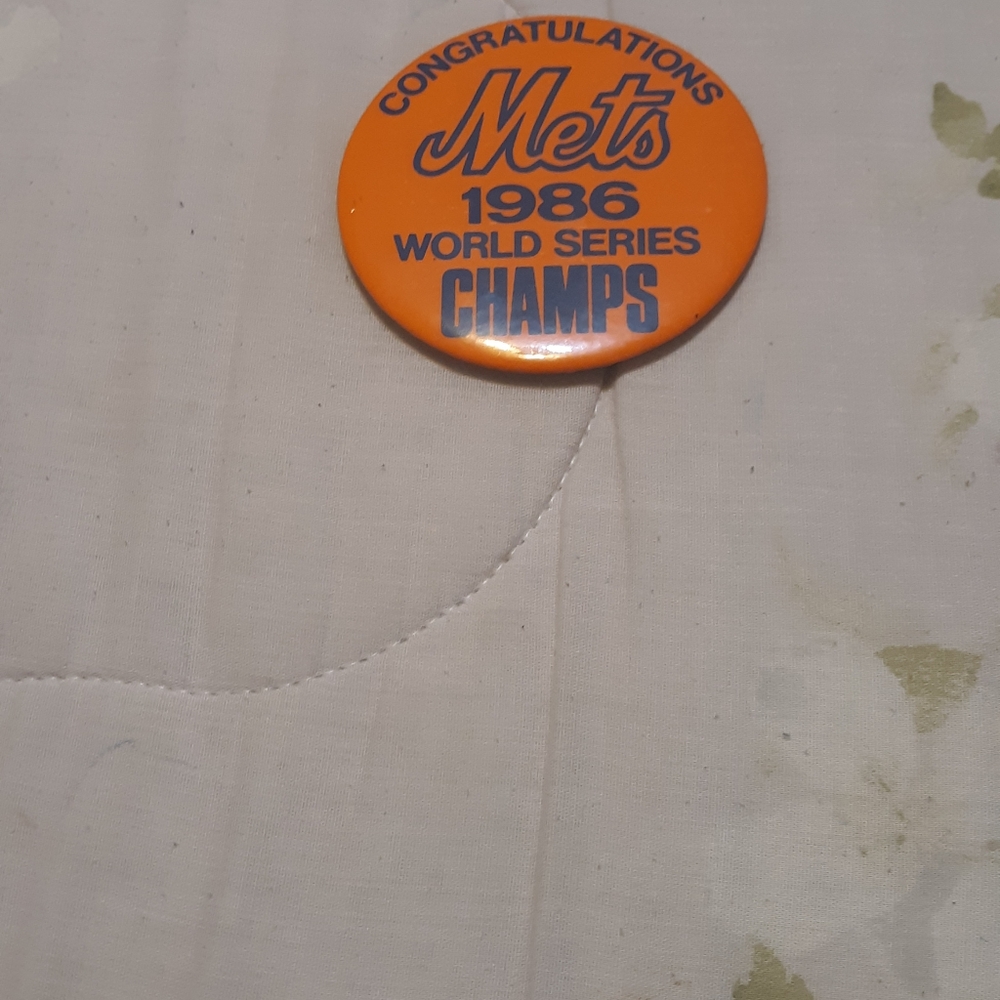 CONGRATULATIONS
Mets
1986
WORLD SERIES
CHAMPS